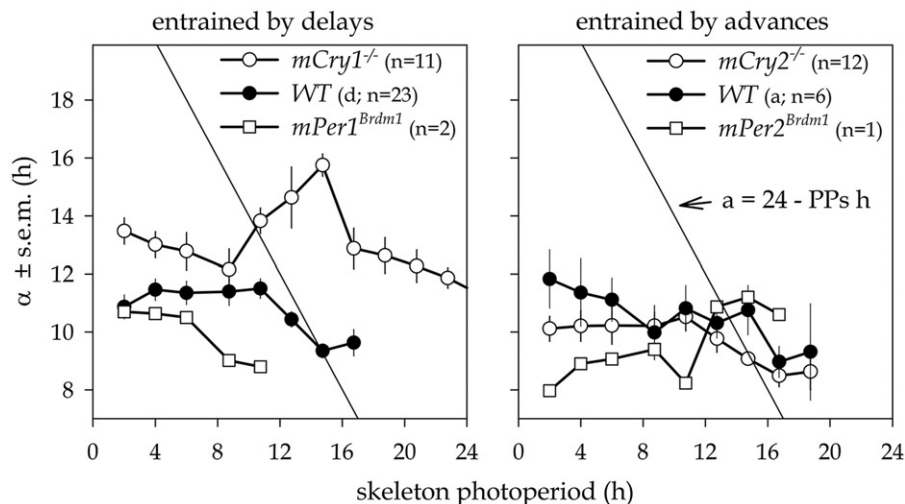 entrained by delays
entrained by advances
mCry1-/- (n=11)
WT (d; n=23)
mPer1Brdm1 (n=2)
mCry2-/- (n=12)
WT (a; n=6)
mPer2Brdm1 (n=1)
a = 24 - PPs h
α ± s.e.m. (h)
18
16
14
12
10
8
0 4 8 12 16 20 24
0 4 8 12 16 20 24
skeleton photoperiod (h)